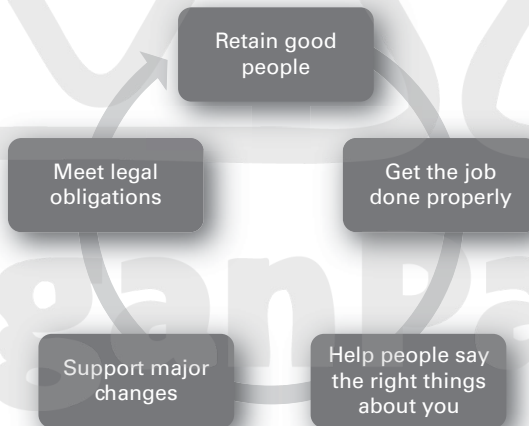 Retain good
people
Get the job
done properly
Help people say
the right things
about you
Support major
changes
Meet legal
obligations